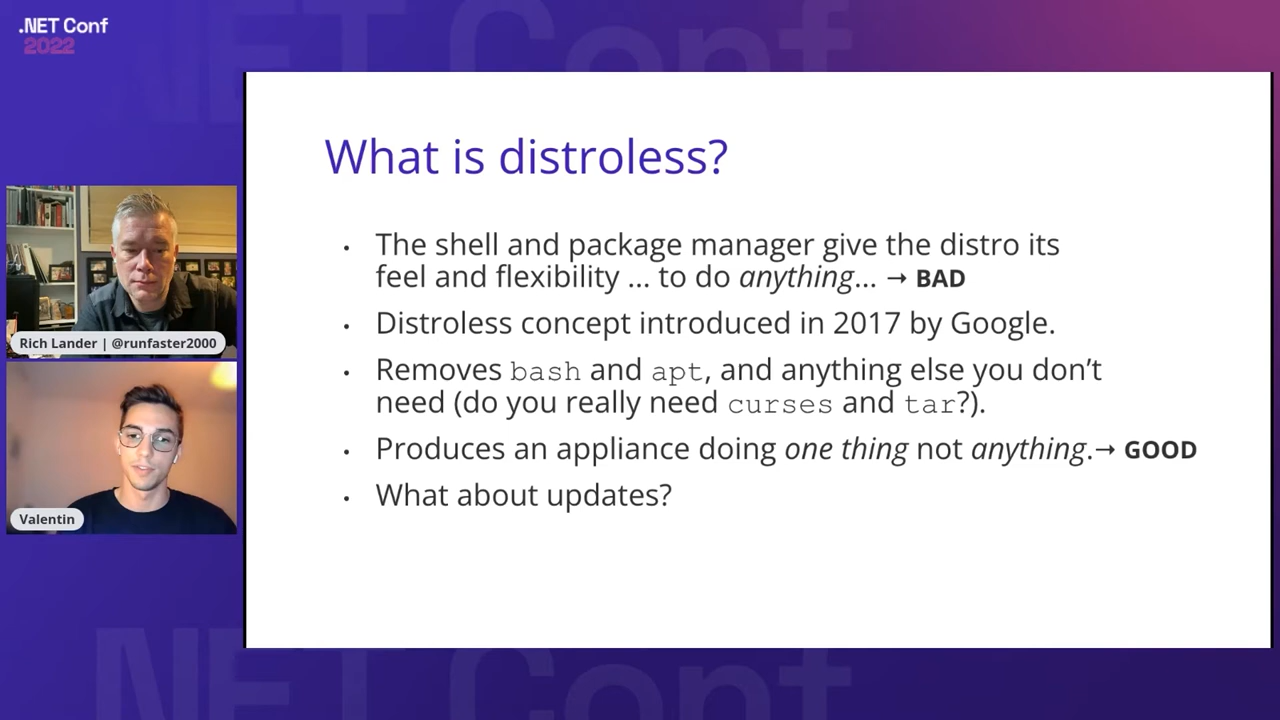 .NET Conf
2022
What is distroless?
• The shell and package manager give the distro its
feel and flexibility ... to do anything... → BAD
• Distroless concept introduced in 2017 by Google.
• Removes bash and apt, and anything else you don’t
need (do you really need curses and tar?).
• Produces an appliance doing one thing not anything.→ GOOD
• What about updates?
Rich Lander | @runfaster2000
Valentin
.NET Conf